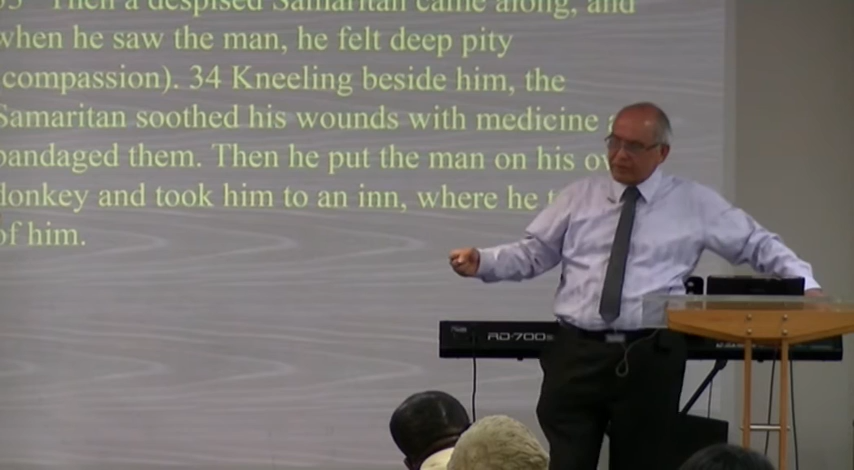 33 Then a despised Samaritan came along, and
when he saw the man, he felt deep pity
(compassion). 34 Kneeling beside him, the
Samaritan soothed his wounds with medicine
bandaged them. Then he put the man on his
donkey and took him to an inn, where he
of him.
RD-700